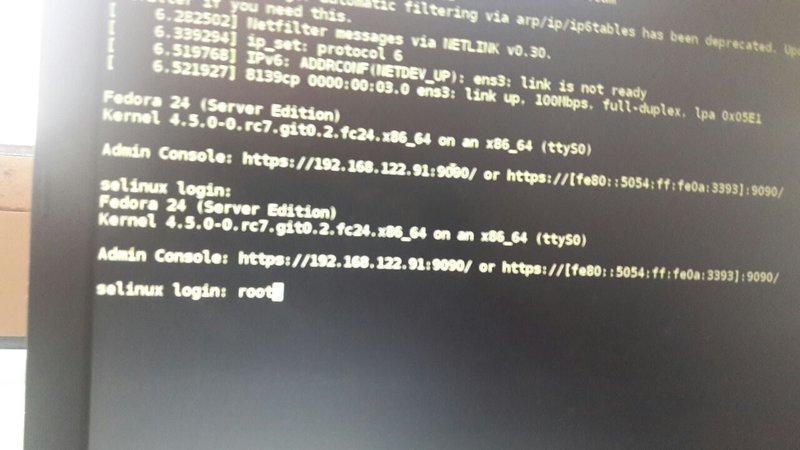 automatic filtering via arp/ip/ip6tables has been deprecated.
if you need this.
[ 6.282502] Netfilter messages via NETLINK v0.30.
[ 6.339294] ip_set: protocol 6
[ 6.519768] IPv6: ADDRCONF(NETDEV_UP): ens3: link is not ready
[ 6.521927] 8139cp 0000:00:03.0 ens3: link up, 100Mbps, full-duplex, lpa 0x05E1
Fedora 24 (Server Edition)
Kernel 4.5.0-0.rc7.git0.2.fc24.x86_64 on an x86_64 (ttyS0)
Admin Console: https://192.168.122.91:9090/ or https://[fe80::5054:ff:fe0a:3393]:9090/
selinux login:
Fedora 24 (Server Edition)
Kernel 4.5.0-0.rc7.git0.2.fc24.x86_64 on an x86_64 (ttyS0)
Admin Console: https://192.168.122.91:9090/ or https://[fe80::5054:ff:fe0a:3393]:9090/
selinux login: root